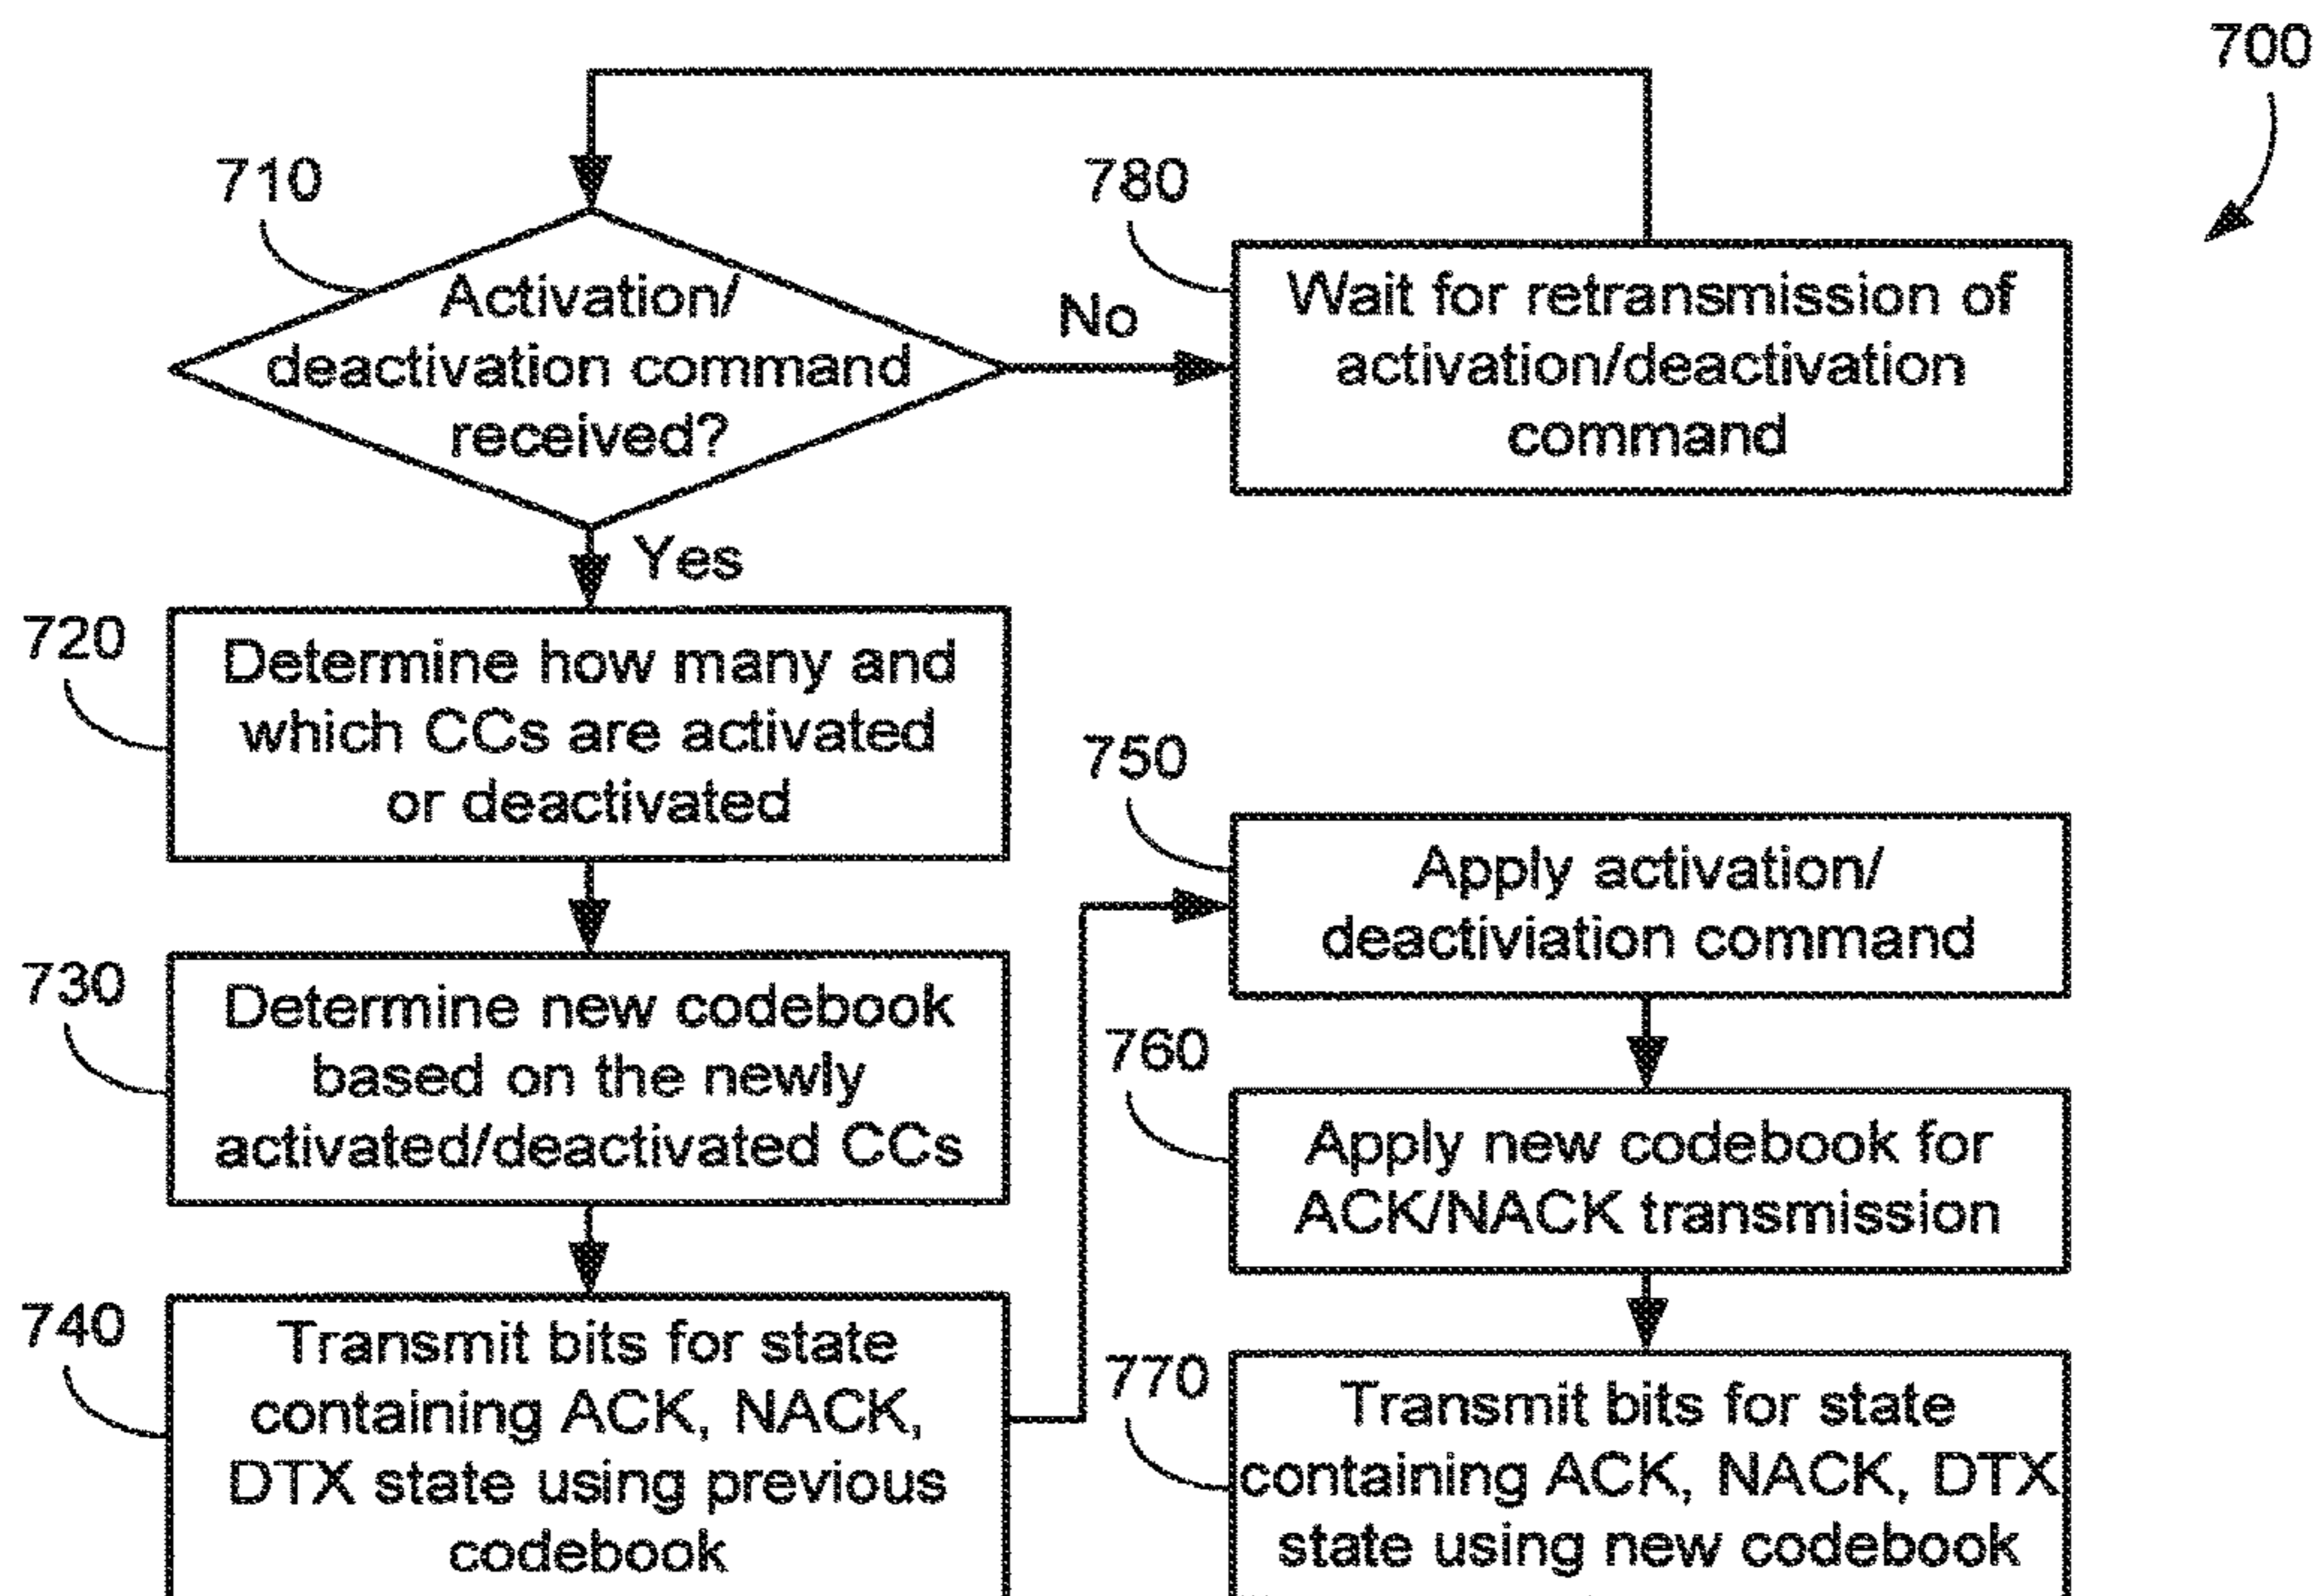 700
710
Activation/
deactivation command
received?
No
780
Wait for retransmission of
activation/deactivation
command
Yes
720
Determine how many and
which CCs are activated
or deactivated
730
Determine new codebook
based on the newly
activated/deactivated CCs
740
Transmit bits for state
containing ACK, NACK,
DTX state using previous
codebook
750
Apply activation/
deactiviation command
760
Apply new codebook for
ACK/NACK transmission
770
Transmit bits for state
containing ACK, NACK, DTX
state using new codebook